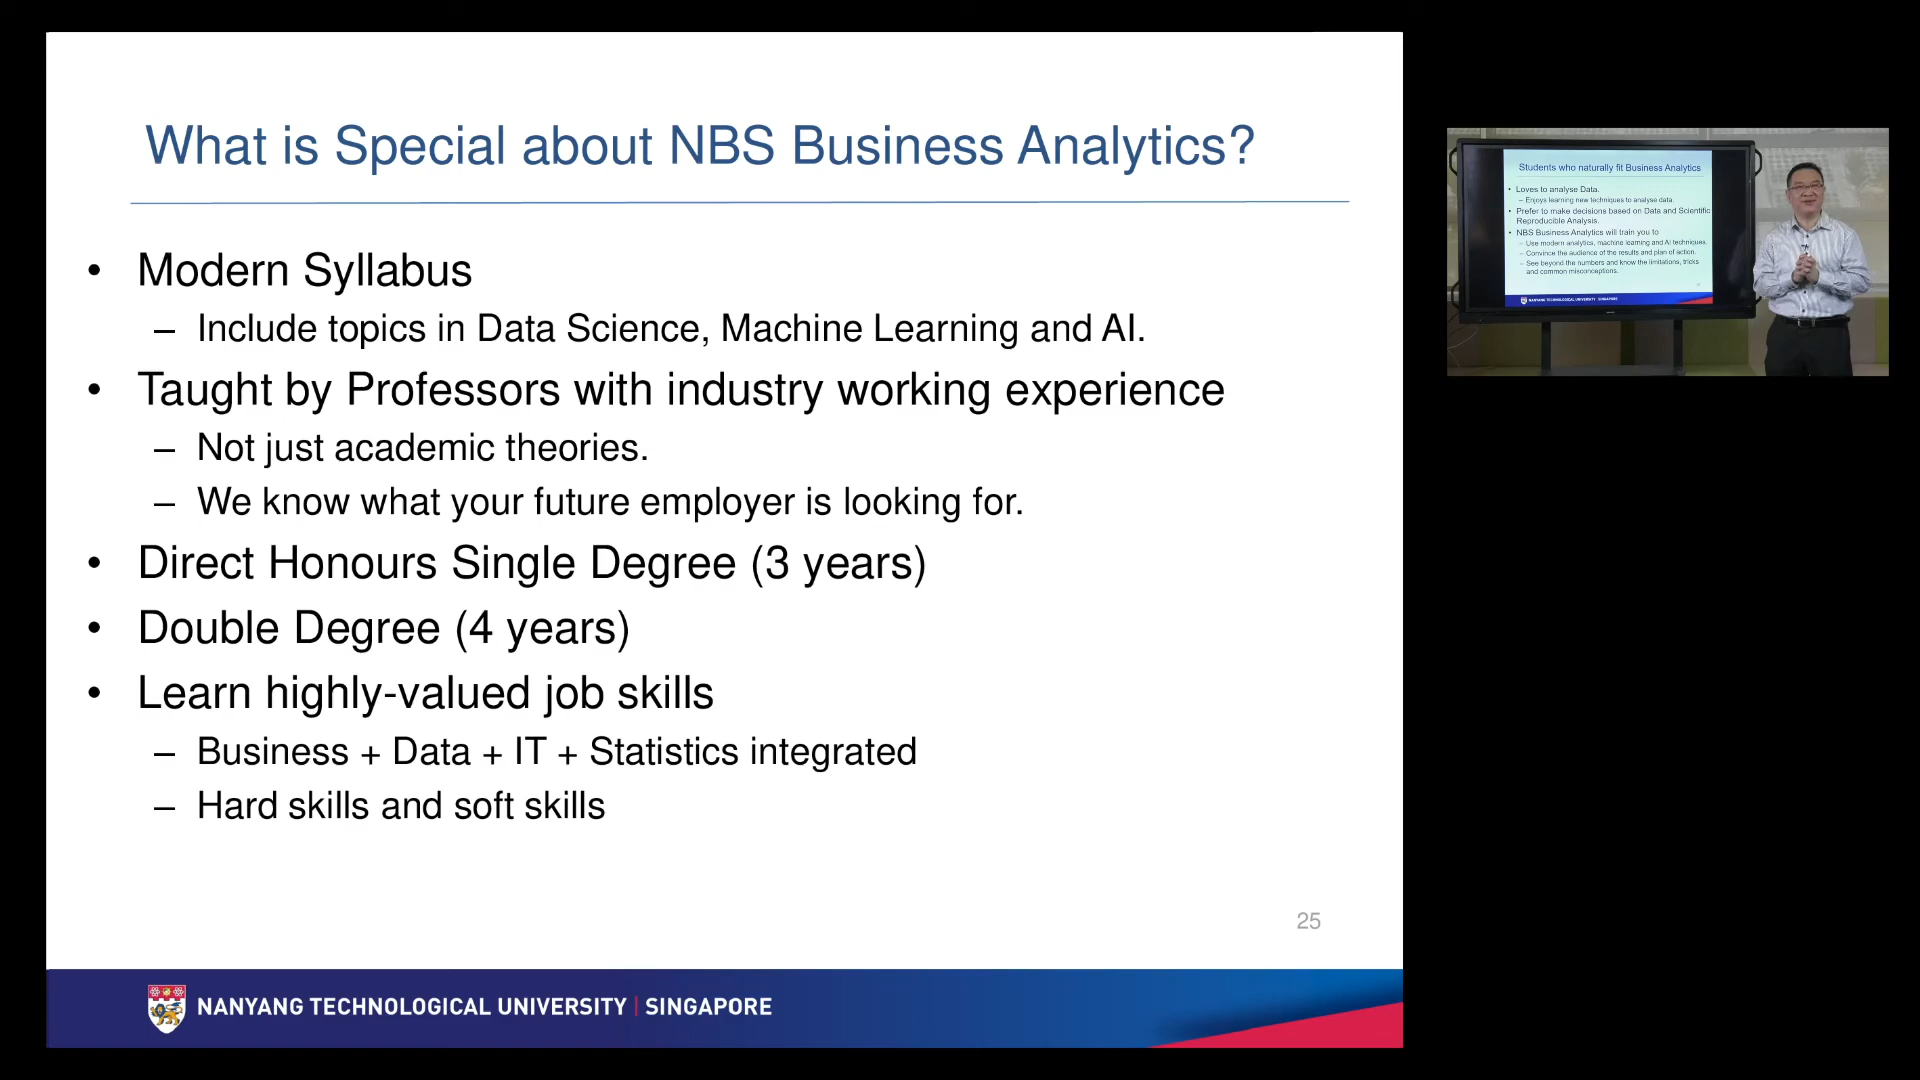 What is Special about NBS Business Analytics?
• Modern Syllabus
– Include topics in Data Science, Machine Learning and AI.
• Taught by Professors with industry working experience
– Not just academic theories.
– We know what your future employer is looking for.
• Direct Honours Single Degree (3 years)
• Double Degree (4 years)
• Learn highly-valued job skills
– Business + Data + IT + Statistics integrated
– Hard skills and soft skills
25
NANYANG TECHNOLOGICAL UNIVERSITY | SINGAPORE
Students who naturally fit Business Analytics
• Loves to analyse Data.
– Enjoys learning new techniques to analyse data.
• Prefer to make decisions based on Data and Scientific
Reproducible Analysis.
• NBS Business Analytics will train you to
– Use modern analytics, machine learning and AI techniques.
– Convince the audience of the results and plan of action.
– See beyond the numbers and know the limitations, tricks
and common misconceptions.
NANYANG TECHNOLOGICAL UNIVERSITY | SINGAPORE